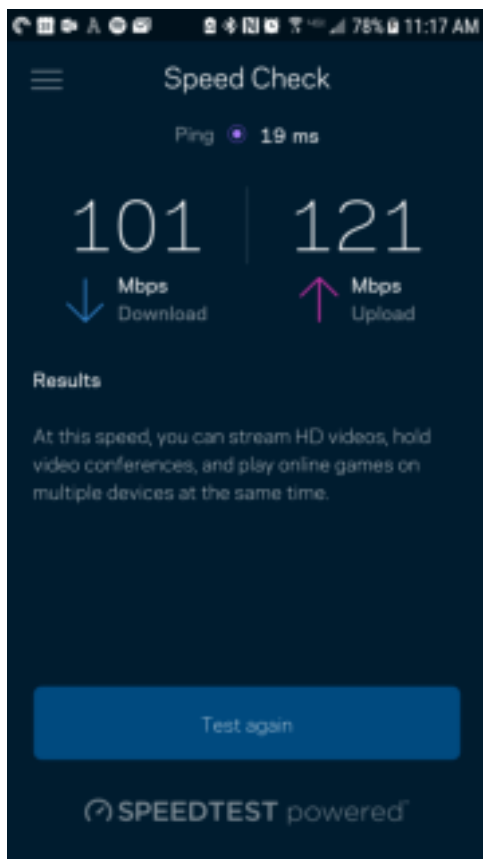 78% 11:17 AM
Speed Check
Ping 19 ms
101 121
Mbps Mbps
Download Upload
Results
At this speed, you can stream HD videos, hold
video conferences, and play online games on
multiple devices at the same time.
Test again
SPEEDTEST powered